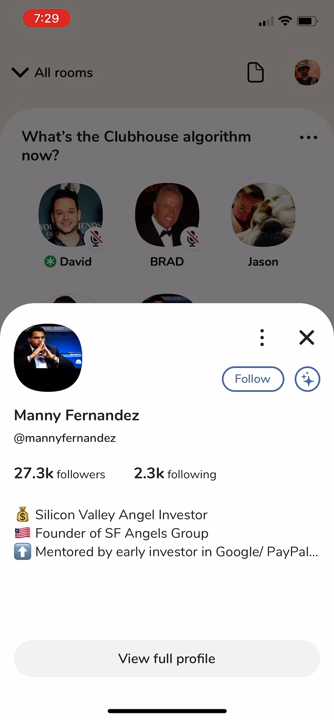 7:29
All rooms
What's the Clubhouse algorithm
now?
David
BRAD
Jason
Follow
Manny Fernandez
@mannyfernandez
27.3k followers 2.3k following
💰 Silicon Valley Angel Investor
🇺🇸 Founder of SF Angels Group
⬆️ Mentored by early investor in Google/ PayPal...
View full profile